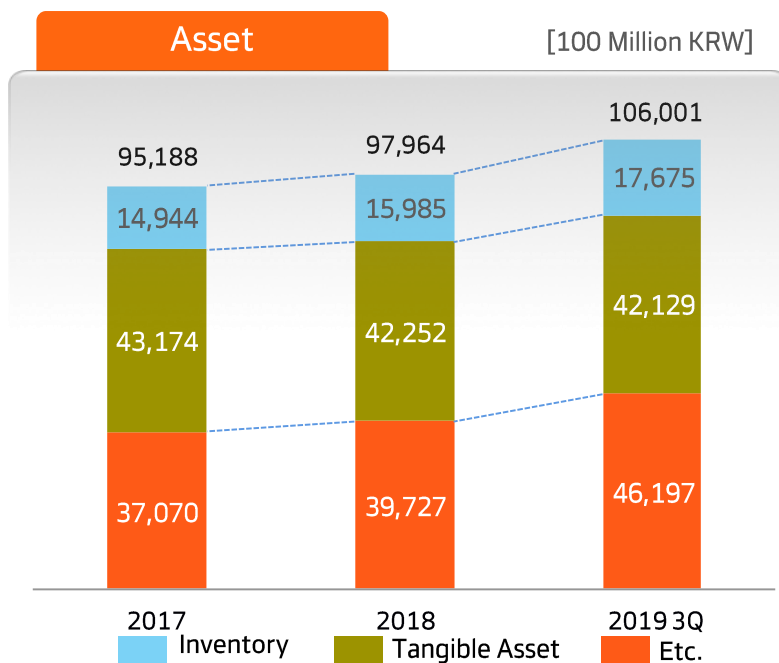 Asset
[100 Million KRW]
95,188
97,964
106,001
14,944
15,985
17,675
43,174
42,252
42,129
37,070
39,727
46,197
2017
2018
2019 3Q
Inventory
Tangible Asset
Etc.